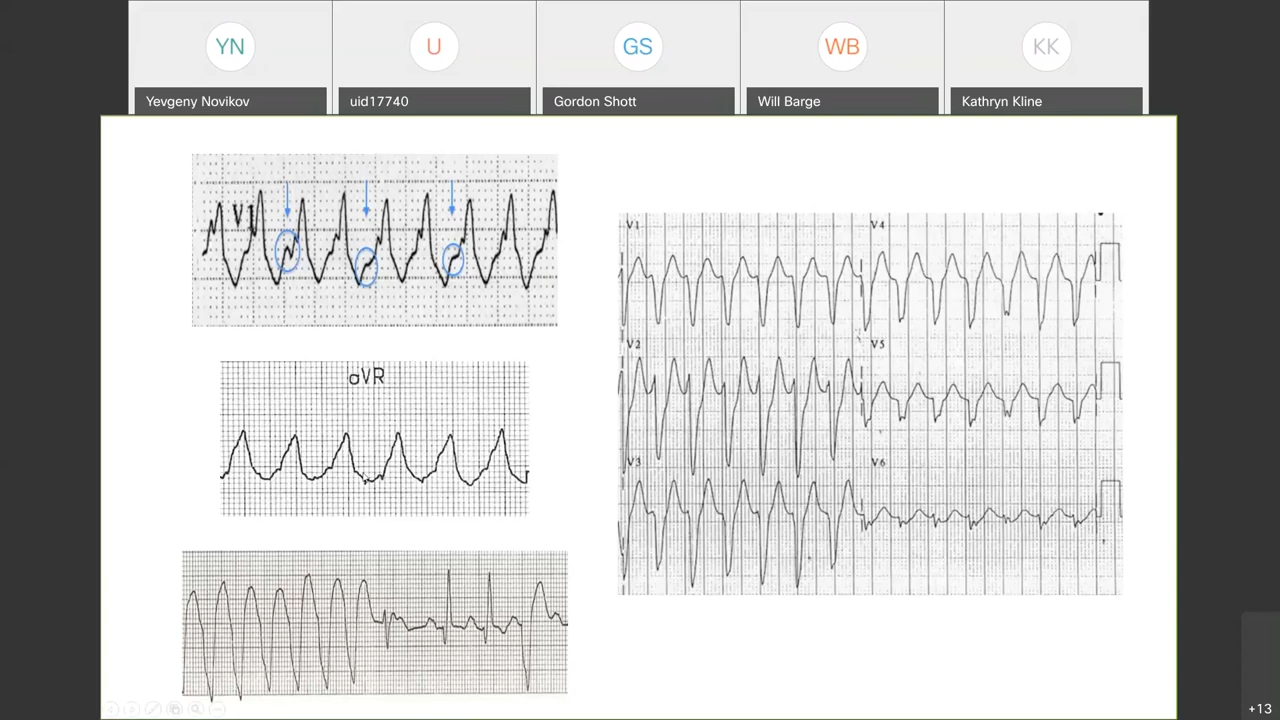 YN
U
GS
WB
KK
Yevgeny Novikov
uid17740
Gordon Shott
Will Barge
Kathryn Kline
V1
aVR
V1
V4
V2
V5
V3
V6
+13